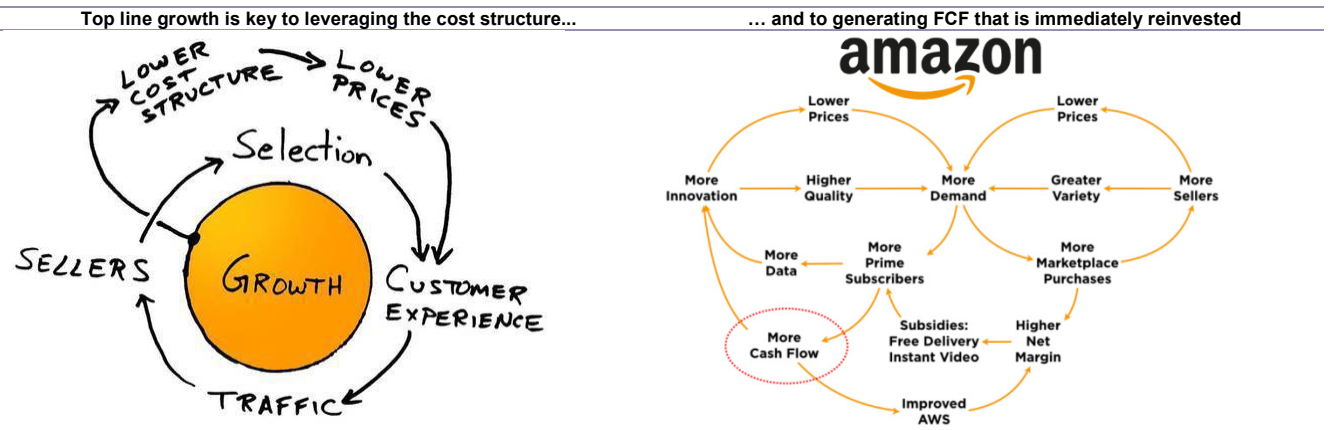 Top line growth is key to leveraging the cost structure...
LOWER
COST
STRUCTURE
LOWER
PRICES
Selection
SELLERS
GROWTH
CUSTOMER
EXPERIENCE
TRAFFIC
… and to generating FCF that is immediately reinvested
amazon
Lower
Prices
Lower
Prices
More
Innovation
Higher
Quality
More
Demand
Greater
Variety
More
Sellers
More
Data
More
Prime
Subscribers
More
Marketplace
Purchases
More
Cash Flow
Subsidies:
Free Delivery
Instant Video
Higher
Net
Margin
Improved
AWS